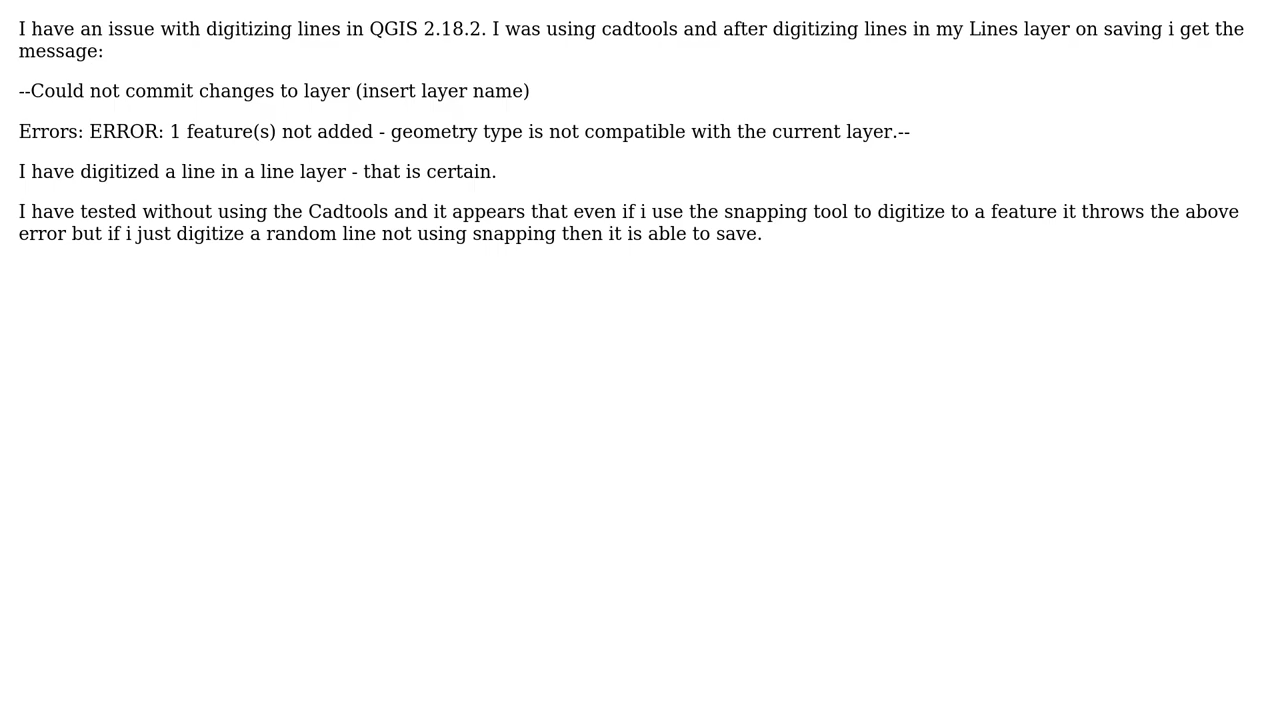 I have an issue with digitizing lines in QGIS 2.18.2. I was using cadtools and after digitizing lines in my Lines layer on saving i get the
message:
--Could not commit changes to layer (insert layer name)
Errors: ERROR: 1 feature(s) not added - geometry type is not compatible with the current layer.--
I have digitized a line in a line layer - that is certain.
I have tested without using the Cadtools and it appears that even if i use the snapping tool to digitize to a feature it throws the above
error but if i just digitize a random line not using snapping then it is able to save.